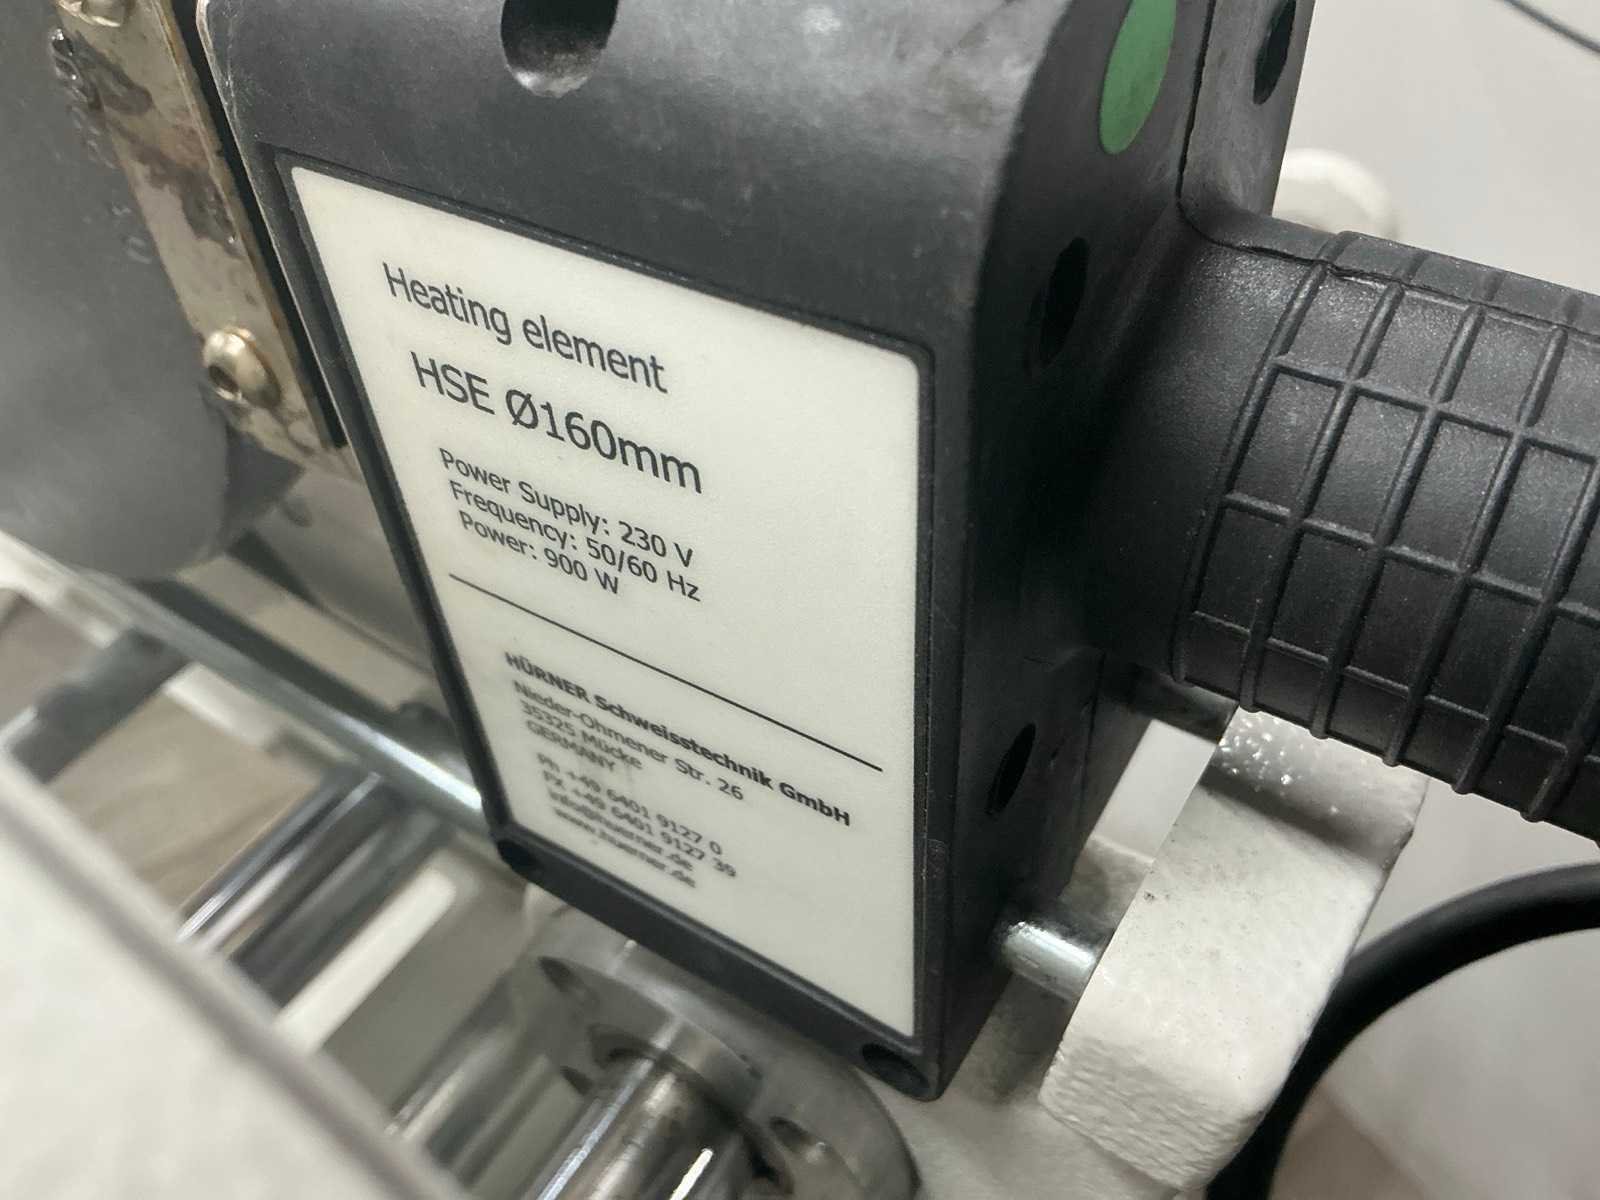 Heating element
HSE Ø160mm
Power Supply: 230 V
Frequency: 50/60 Hz
Power: 900 W
HÜRNER Schweisstechnik GmbH
Nieder-Ohmener Str. 26
35325 Mücke
GERMANY
Ph +49 6401 9127 0
Fx +49 6401 9127 39
info@huerner.de
www.huerner.de